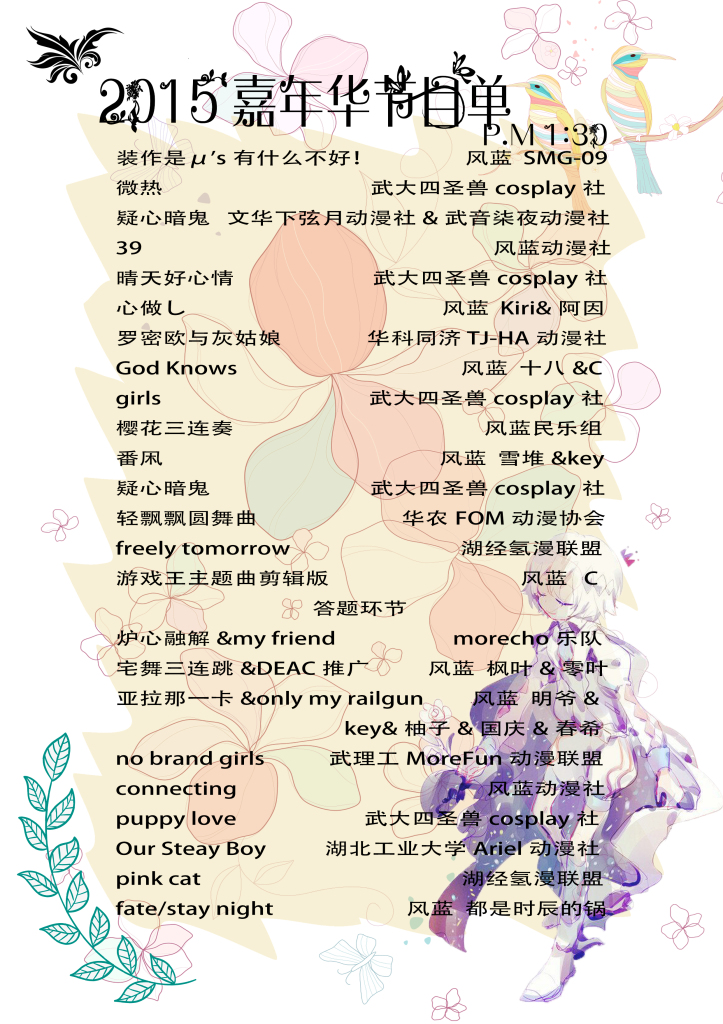 2015 嘉年华节目单
P.M 1:30
装作是 μ's 有什么不好! 风蓝 SMG-09
微热 武大四圣兽 cosplay 社
疑心暗鬼 文华下弦月动漫社 & 武音柒夜动漫社
39 风蓝动漫社
晴天好心情 武大四圣兽 cosplay 社
心做し 风蓝 Kiri& 阿因
罗密欧与灰姑娘 华科同济 TJ-HA 动漫社
God Knows 风蓝 十八 &C
girls 武大四圣兽 cosplay 社
樱花三连奏 风蓝民乐组
番凩 风蓝 雪堆 &key
疑心暗鬼 武大四圣兽 cosplay 社
轻飘飘圆舞曲 华农 FOM 动漫协会
freely tomorrow 湖经氢漫联盟
游戏王主题曲剪辑版 风蓝 C
答题环节
炉心融解 &my friend morecho 乐队
宅舞三连跳 &DEAC 推广 风蓝 枫叶 & 零叶
亚拉那一卡 &only my railgun 风蓝 明爷 &
key& 柚子 & 国庆 & 春希
no brand girls 武理工 MoreFun 动漫联盟
connecting 风蓝动漫社
puppy love 武大四圣兽 cosplay 社
Our Steay Boy 湖北工业大学 Ariel 动漫社
pink cat 湖经氢漫联盟
fate/stay night 风蓝 都是时辰的锅